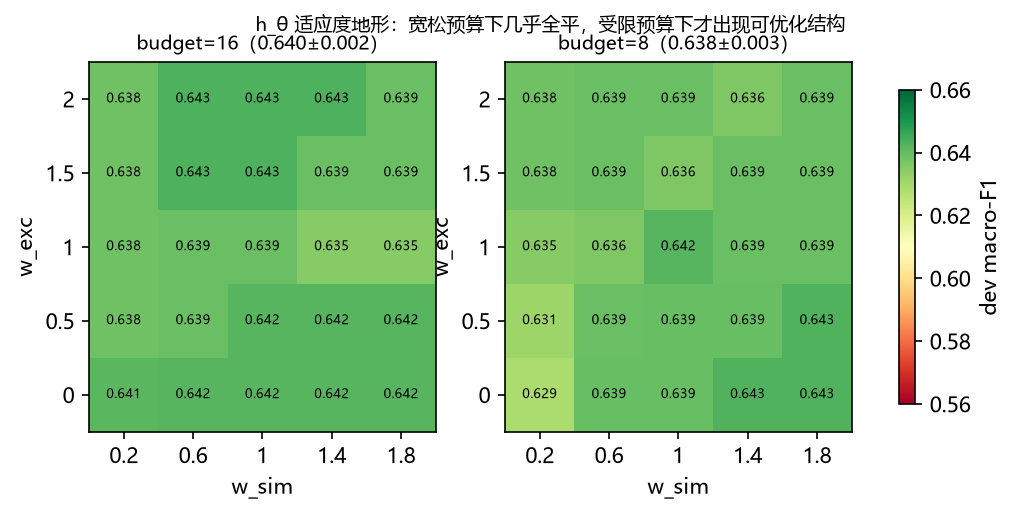 h_θ 适应度地形：宽松预算下几乎全平，受限预算下才出现可优化结构
budget=16（0.640±0.002） budget=8（0.638±0.003）
2 0.638 0.643 0.643 0.643 0.639
1.5 0.638 0.643 0.643 0.639 0.639
1 0.638 0.639 0.639 0.635 0.635
0.5 0.638 0.639 0.642 0.642 0.642
0 0.641 0.642 0.642 0.642 0.642
0.2 0.6 1 1.4 1.8
w_sim
w_exc
0.638 0.639 0.639 0.636 0.639
0.638 0.639 0.636 0.639 0.639
0.635 0.636 0.642 0.639 0.639
0.631 0.639 0.639 0.639 0.643
0.629 0.639 0.639 0.643 0.643
0.2 0.6 1 1.4 1.8
w_sim
w_exc
0.66
0.64
0.62
0.60
0.58
0.56
dev macro-F1